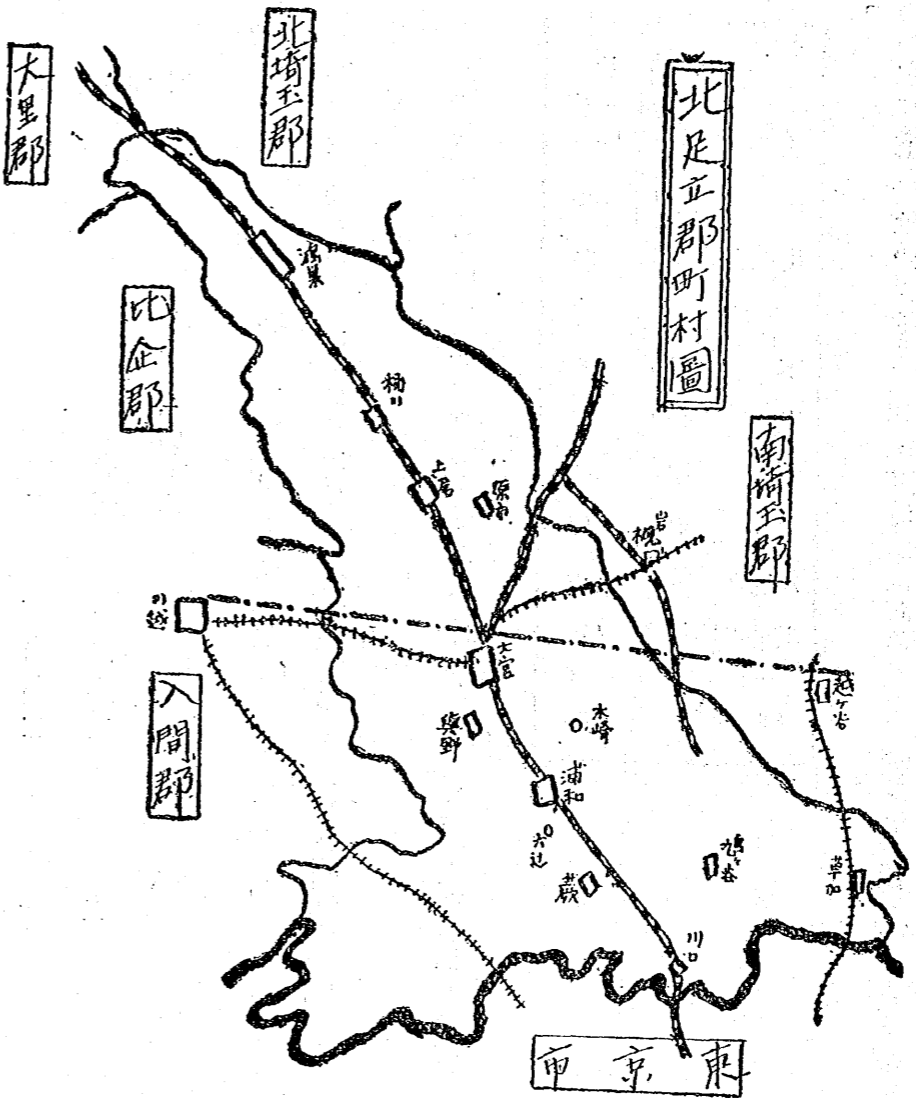 北足立郡町村圖
北埼玉郡
大里郡
比企郡
南埼玉郡
入間郡
東京市
鴻巣
桶川
上尾
原市
岩槻
川越
大宮
與野
木崎
浦和
六辻
蕨
鳩ヶ谷
越ヶ谷
草加
川口